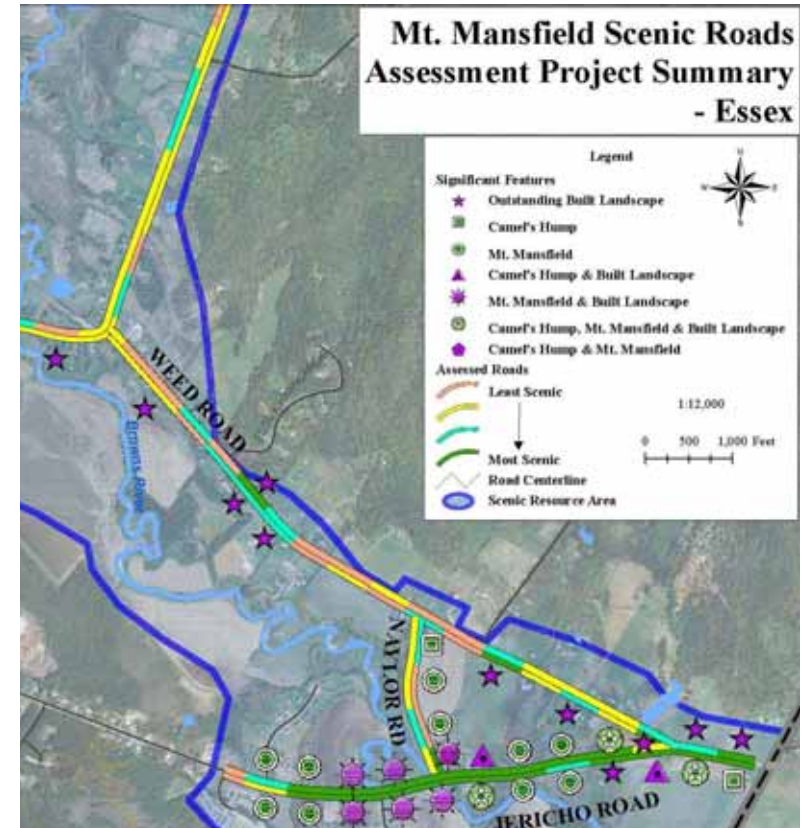 Mt. Mansfield Scenic Roads
Assessment Project Summary
- Essex
Legend
N
W
E
S
Significant Features
Outstanding Built Landscape
Camel's Hump
Mt. Mansfield
Camel's Hump & Built Landscape
Mt. Mansfield & Built Landscape
Camel's Hump, Mt. Mansfield & Built Landscape
Camel's Hump & Mt. Mansfield
Assessed Roads
Least Scenic
Most Scenic
Road Centerline
Scenic Resource Area
1:12,000
0 500 1,000 Feet
WEED ROAD
Browns River
NAYLOR RD
JERICHO ROAD